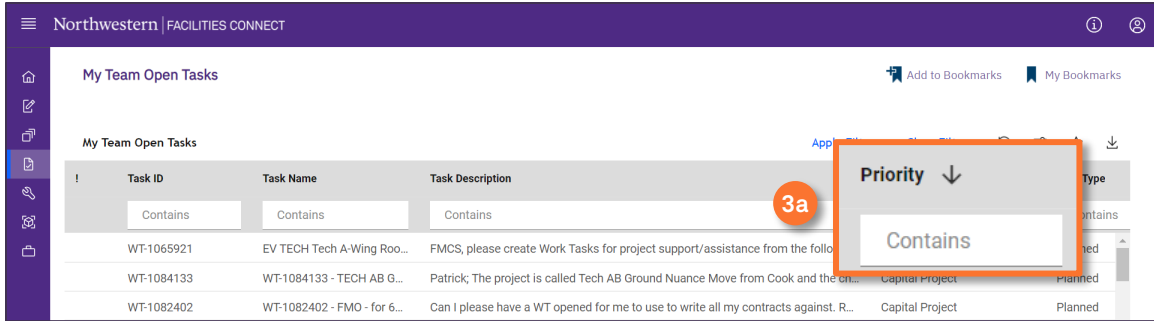 Northwestern | FACILITIES CONNECT
My Team Open Tasks
Add to Bookmarks
My Bookmarks
My Team Open Tasks
! Task ID Task Name Task Description Priority Type
3a
Contains Contains Contains Contains
WT-1065921 EV TECH Tech A-Wing Roo... FMCS, please create Work Tasks for project support/assistance from the follo
WT-1084133 WT-1084133 - TECH AB G... Patrick; The project is called Tech AB Ground Nuance Move from Cook and the ch... Capital Project Planned
WT-1082402 WT-1082402 - FMO - for 6... Can I please have a WT opened for me to use to write all my contracts against. R... Capital Project Planned